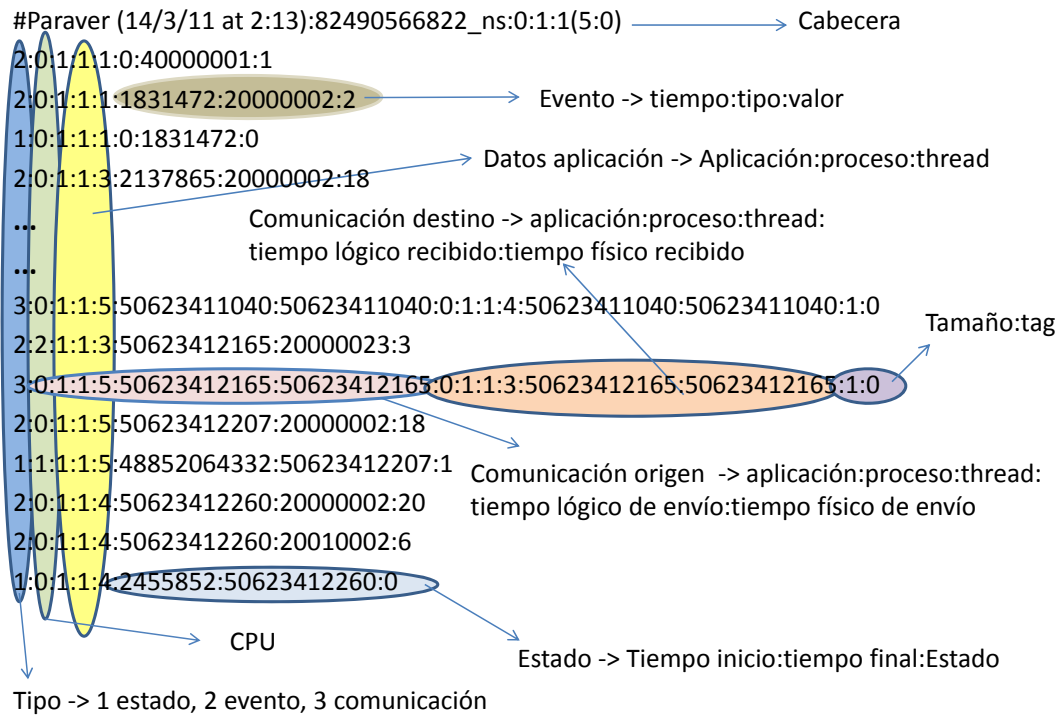 #Paraver (14/3/11 at 2:13):82490566822_ns:0:1:1(5:0)
Cabecera
2:0:1:1:1:0:40000001:1
2:0:1:1:1:1831472:20000002:2
Evento -> tiempo:tipo:valor
1:0:1:1:1:0:1831472:0
Datos aplicación -> Aplicación:proceso:thread
2:0:1:1:3:2137865:20000002:18
Comunicación destino -> aplicación:proceso:thread:
tiempo lógico recibido:tiempo físico recibido
...
...
3:0:1:1:5:50623411040:50623411040:0:1:1:4:50623411040:50623411040:1:0
Tamaño:tag
2:2:1:1:3:50623412165:20000023:3
3:0:1:1:5:50623412165:50623412165:0:1:1:3:50623412165:50623412165:1:0
2:0:1:1:5:50623412207:20000002:18
1:1:1:1:5:48852064332:50623412207:1
Comunicación origen -> aplicación:proceso:thread:
tiempo lógico de envío:tiempo físico de envío
2:0:1:1:4:50623412260:20000002:20
2:0:1:1:4:50623412260:20010002:6
1:0:1:1:4:2455852:50623412260:0
CPU
Estado -> Tiempo inicio:tiempo final:Estado
Tipo -> 1 estado, 2 evento, 3 comunicación